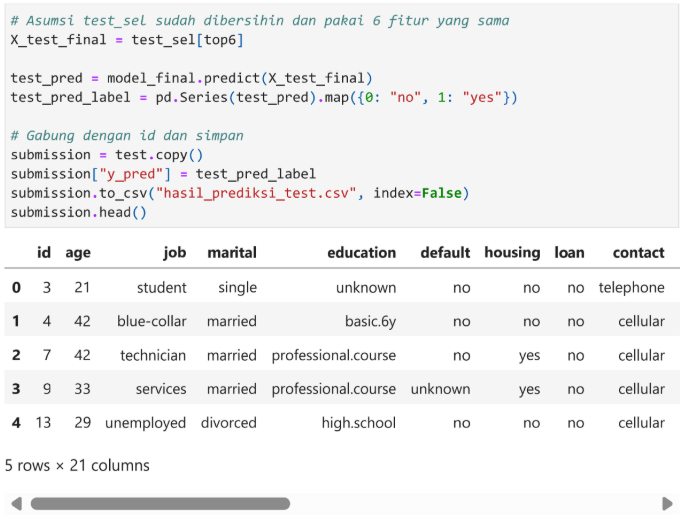 # Asumsi test_sel sudah dibersihin dan pakai 6 fitur yang sama
X_test_final = test_sel[top6]
test_pred = model_final.predict(X_test_final)
test_pred_label = pd.Series(test_pred).map({0: "no", 1: "yes"})
# Gabung dengan id dan simpan
submission = test.copy()
submission["y_pred"] = test_pred_label
submission.to_csv("hasil_prediksi_test.csv", index=False)
submission.head()
id age job marital education default housing loan contact
0 3 21 student single unknown no no no telephone
1 4 42 blue-collar married basic.6y no no no cellular
2 7 42 technician married professional.course no yes no cellular
3 9 33 services married professional.course unknown yes no cellular
4 13 29 unemployed divorced high.school no no no cellular
5 rows × 21 columns